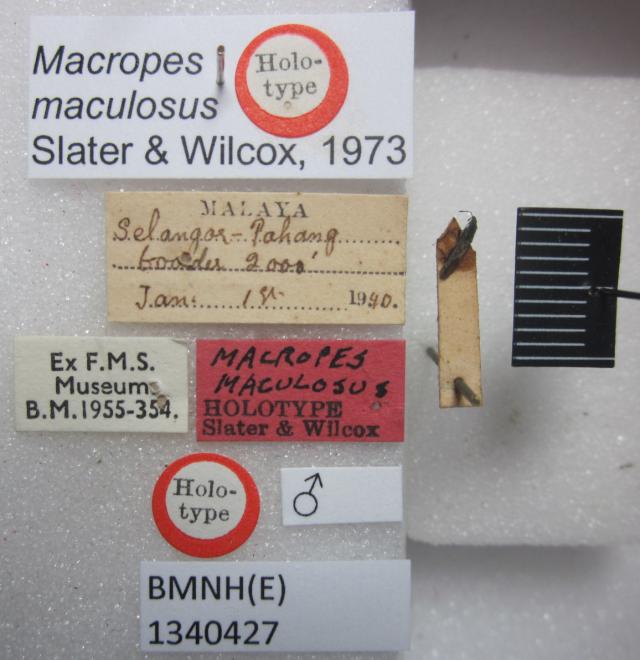 Macropes
maculosus
Slater & Wilcox, 1973
Holo-
type
MALAYA
Selangor-Pahang
border 2000'
Jan. 1st 1940.
Ex F.M.S.
Museum
B.M.1955-354.
MACROPES
MACULOSUS
HOLOTYPE
Slater & Wilcox
Holo-
type
♂
BMNH(E)
1340427